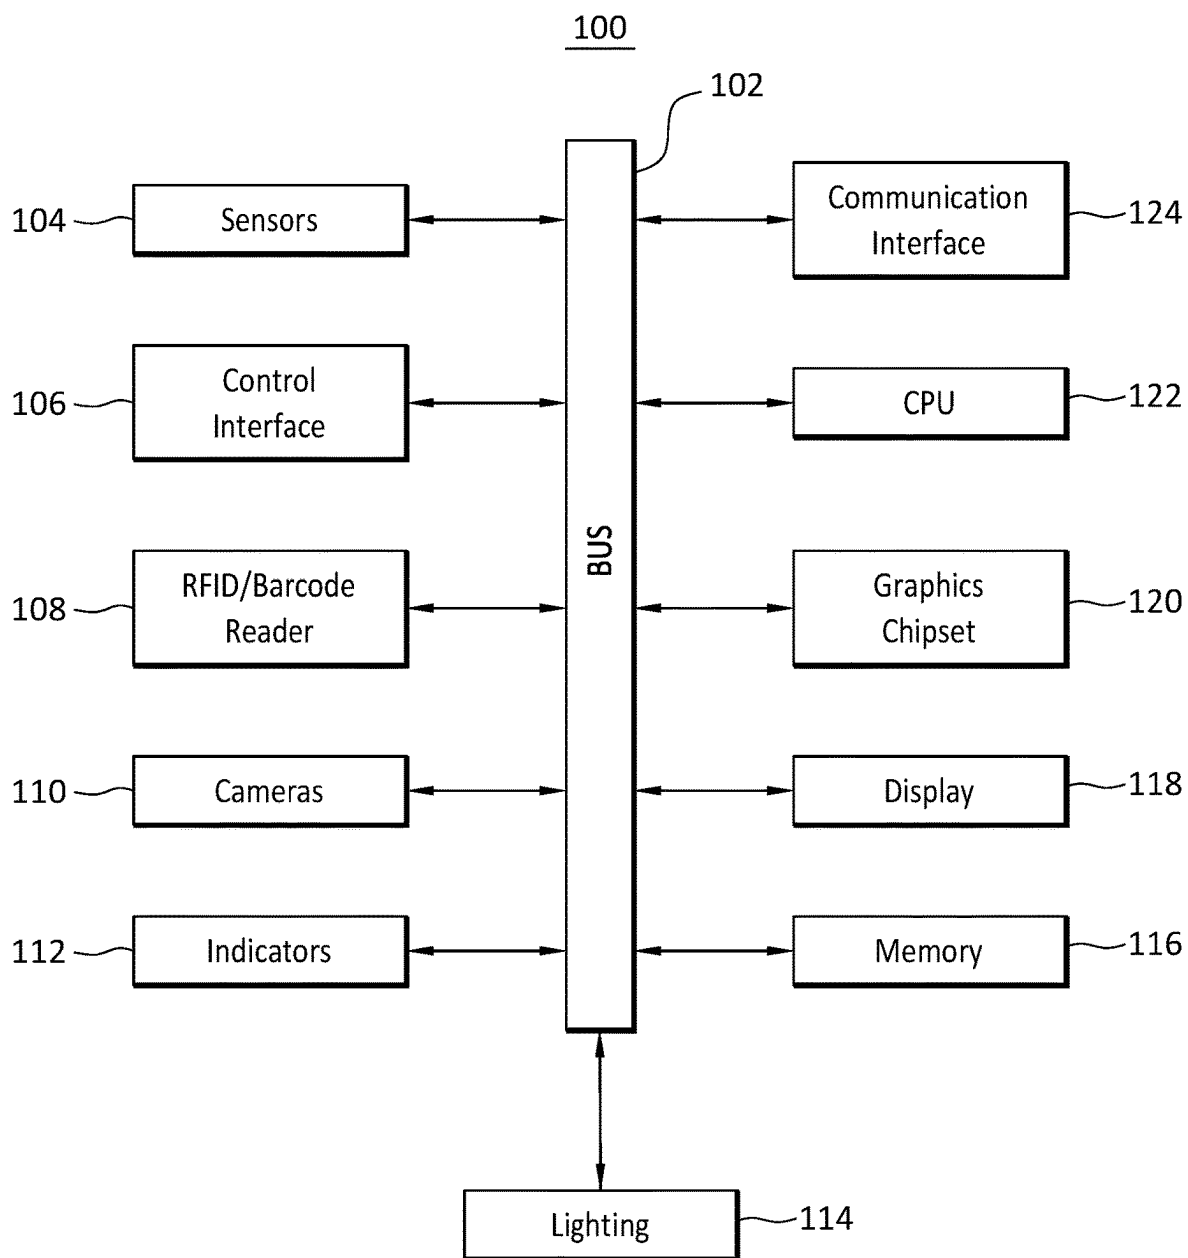 100
102
104
Sensors
Communication
Interface
124
106
Control
Interface
CPU
122
BUS
108
RFID/Barcode
Reader
Graphics
Chipset
120
110
Cameras
Display
118
112
Indicators
Memory
116
Lighting
114